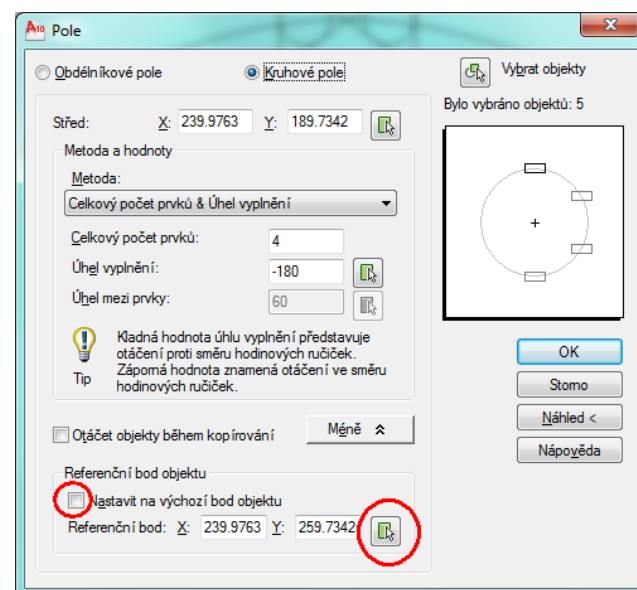 A10 Pole
Obdélníkové pole Kruhové pole Vybrat objekty
Bylo vybráno objektů: 5
Střed: X: 239.9763 Y: 189.7342
Metoda a hodnoty
Metoda:
Celkový počet prvků & Úhel vyplnění
Celkový počet prvků: 4
Úhel vyplnění: -180
Úhel mezi prvky: 60
Tip
Kladná hodnota úhlu vyplnění představuje
otáčení proti směru hodinových ručiček.
Záporná hodnota znamená otáčení ve směru
hodinových ručiček.
OK
Storno
Náhled <
Nápověda
Otáčet objekty během kopírování Méně
Referenční bod objektu
Nastavit na výchozí bod objektu
Referenční bod: X: 239.9763 Y: 259.7342